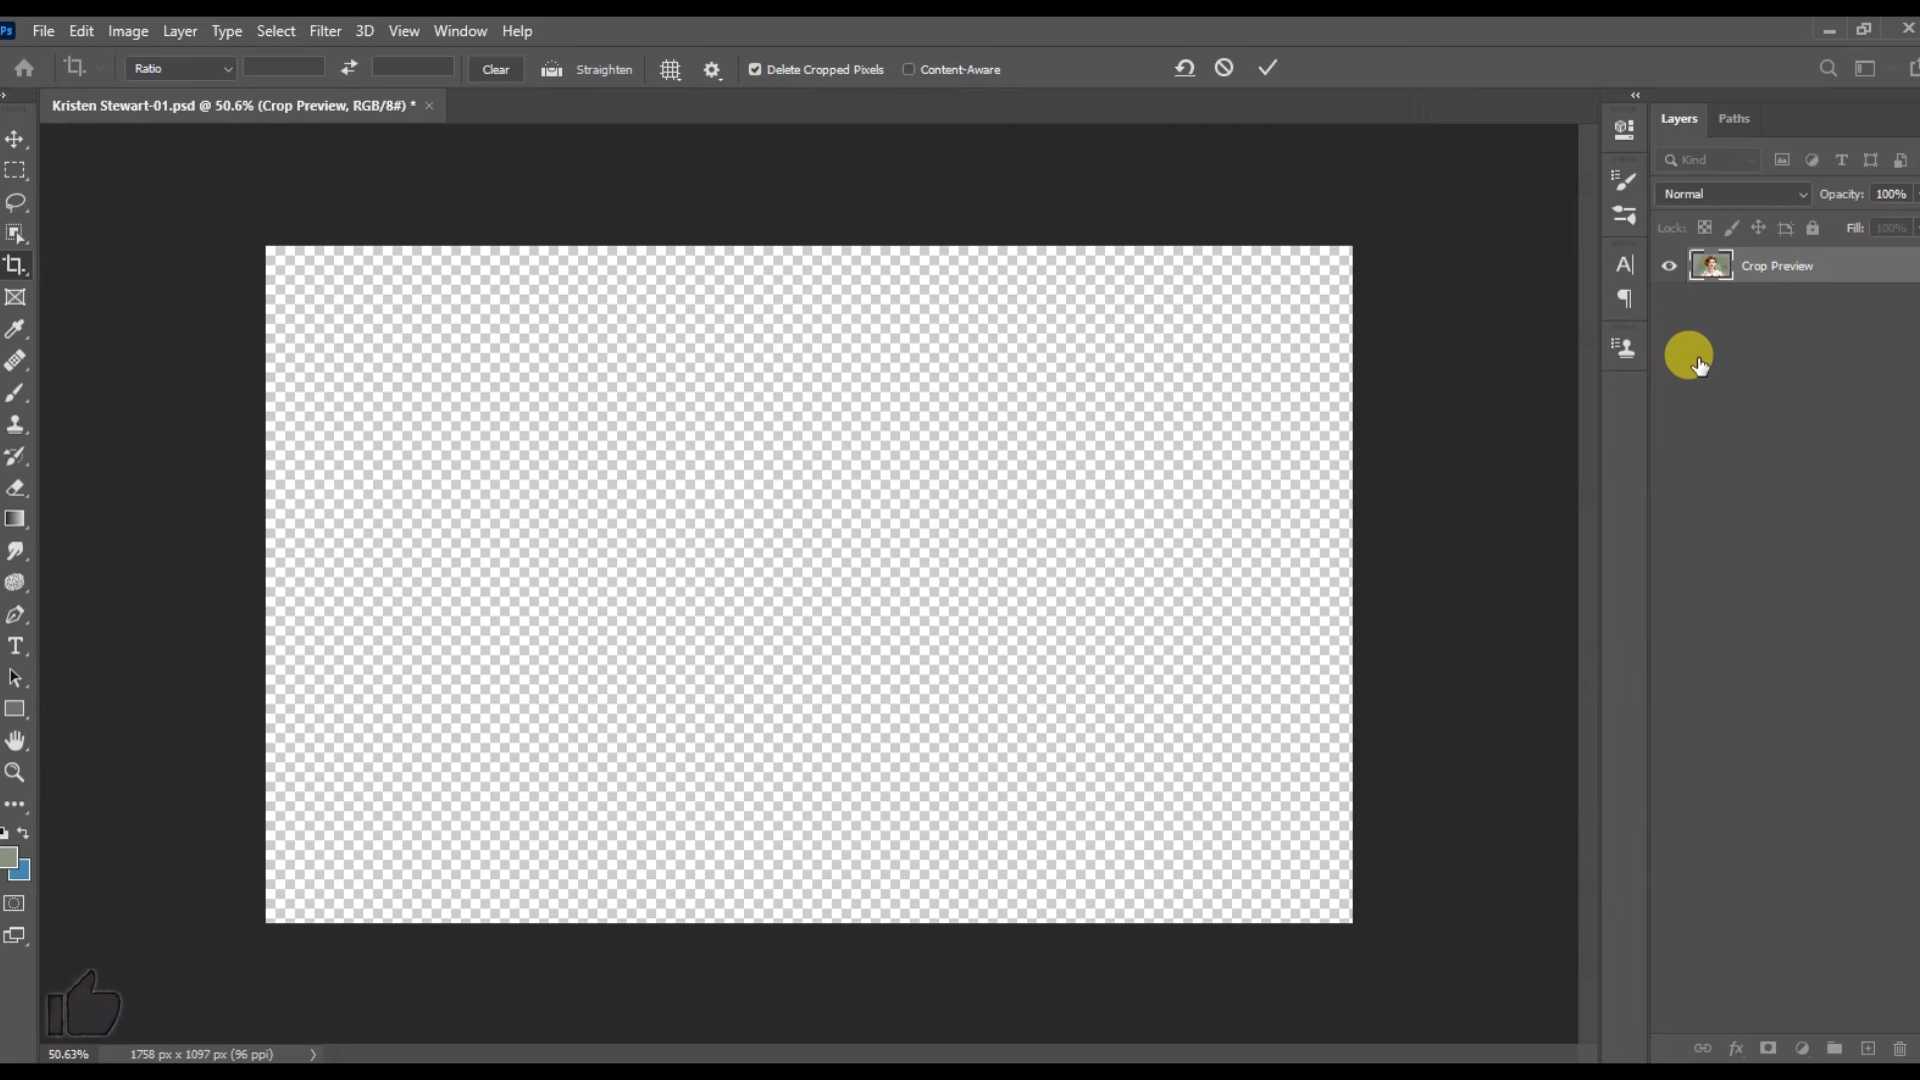 Ps File Edit Image Layer Type Select Filter 3D View Window Help
Ratio Clear Straighten Delete Cropped Pixels Content-Aware
Kristen Stewart-01.psd @ 50.6% (Crop Preview, RGB/8#) *
Layers Paths
Kind
Normal Opacity: 100%
Lock: Fill: 100%
Crop Preview
50.63% 1758 px x 1097 px (96 ppi)